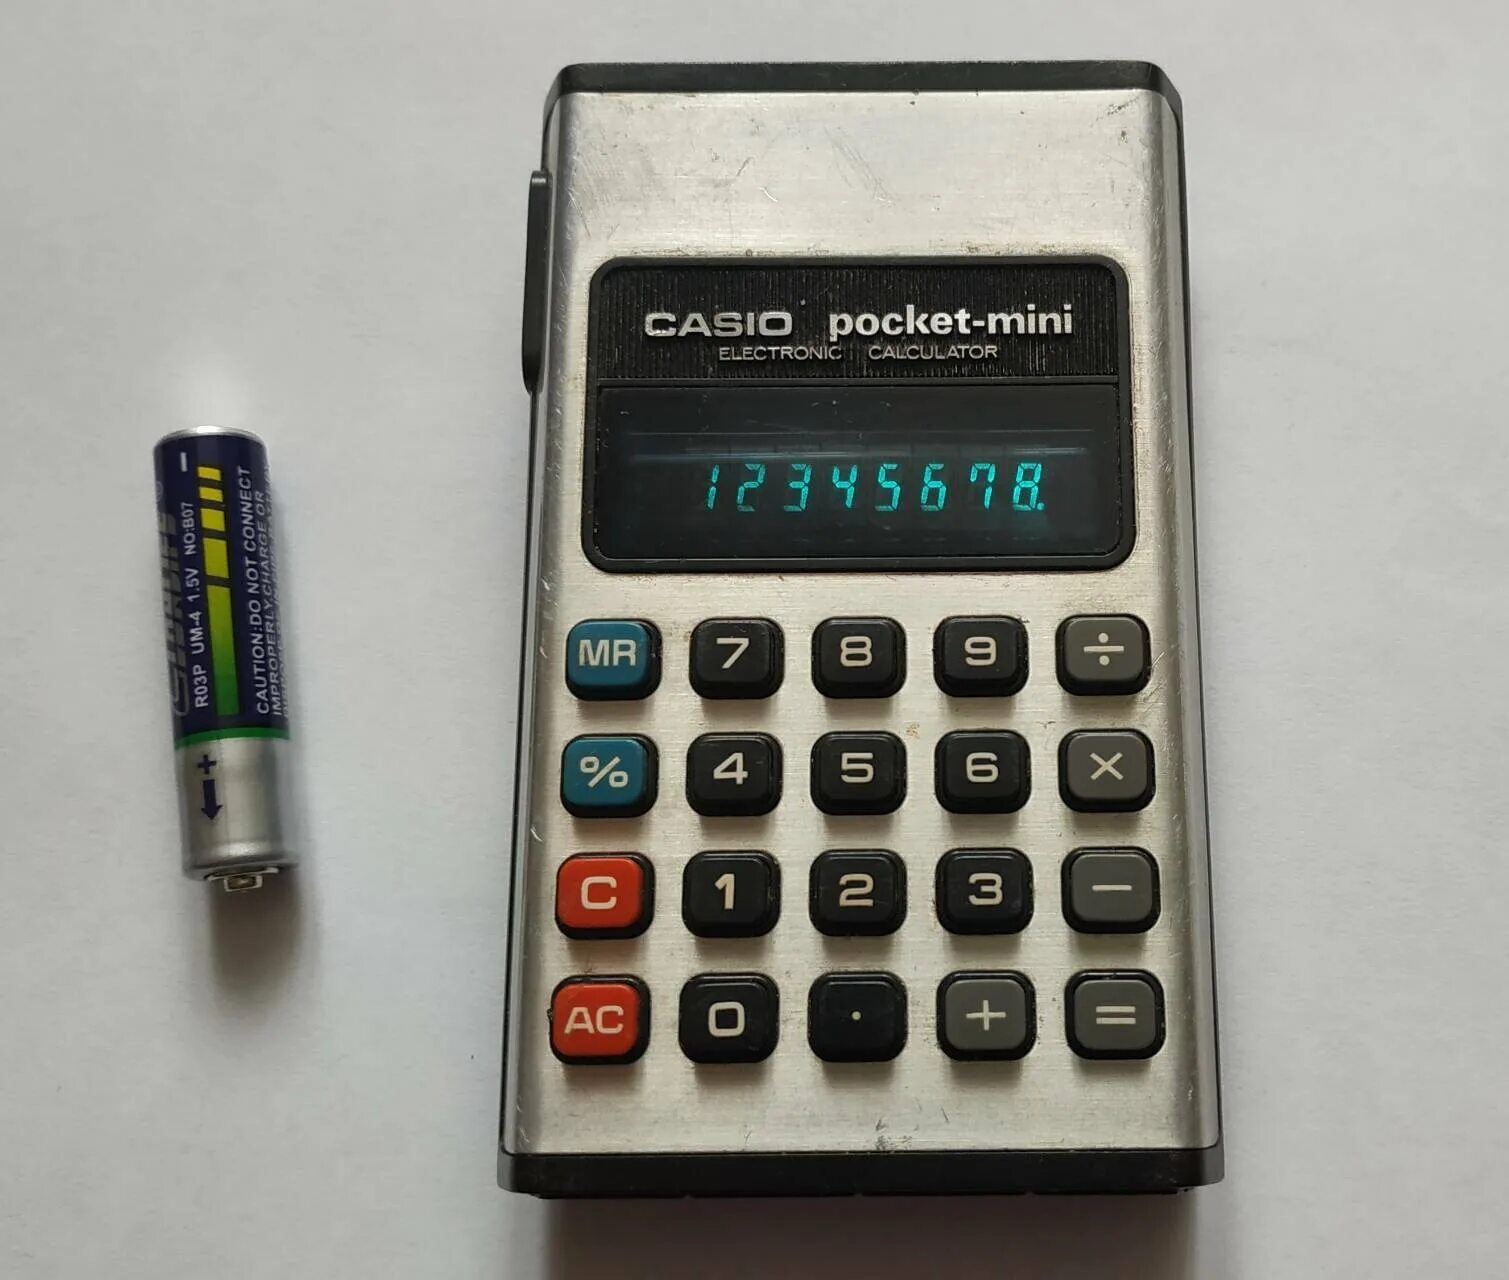 CASIO pocket-mini
ELECTRONIC CALCULATOR
12345678.
MR 7 8 9 ÷
% 4 5 6 ×
C 1 2 3 −
AC 0 · + =
R03P UM-4 1.5V NO:B07
CAUTION:DO NOT CONNECT
IMPROPERLY,CHARGE OR
−
+